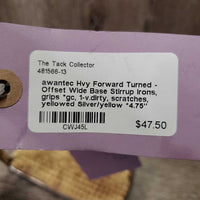 The Tack Collector
481566-13
awantec Hvy Forward Turned -
Offset Wide Base Stirrup Irons,
grips *gc, 1-v.dirty, scratches,
yellowed Silver/yellow *4.75"
CWJ45L
$47.50